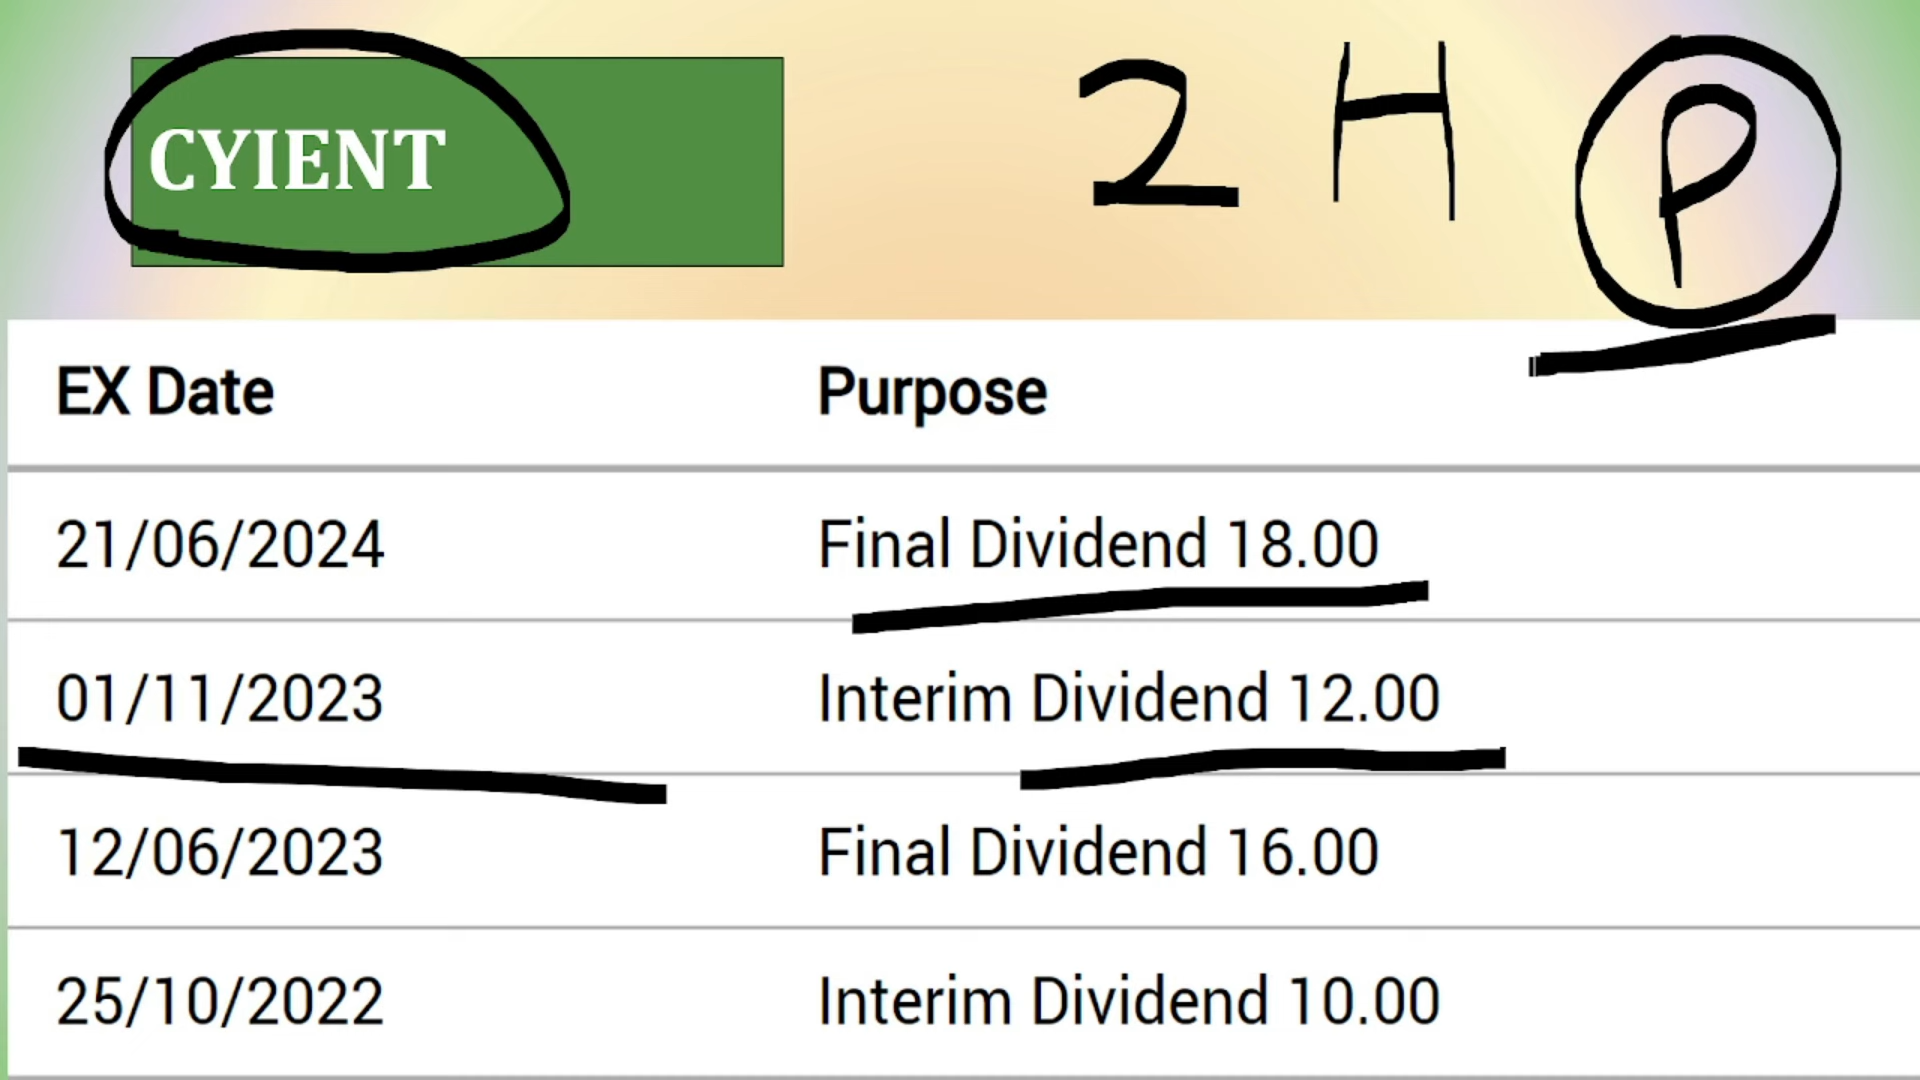 CYIENT 2 H P
EX Date Purpose
21/06/2024 Final Dividend 18.00
01/11/2023 Interim Dividend 12.00
12/06/2023 Final Dividend 16.00
25/10/2022 Interim Dividend 10.00